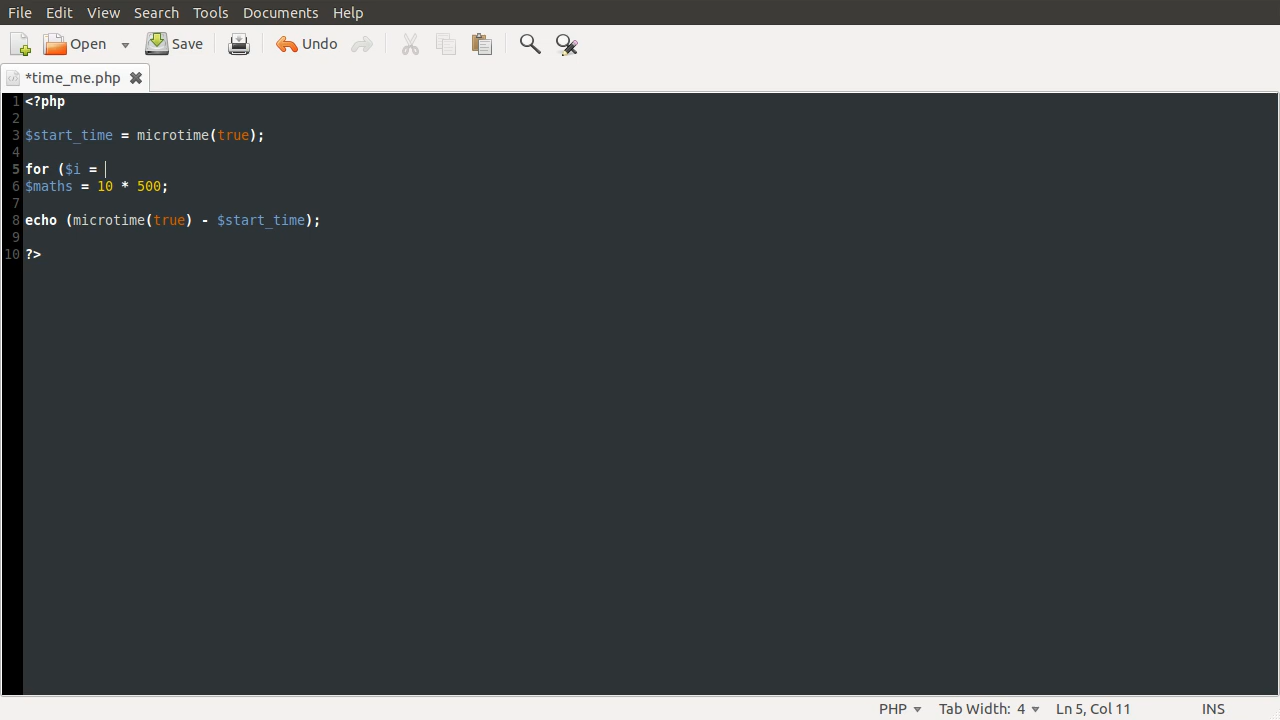 File Edit View Search Tools Documents Help
Open Save Undo
*time_me.php
1 <?php
2
3 $start_time = microtime(true);
4
5 for ($i =
6 $maths = 10 * 500;
7
8 echo (microtime(true) - $start_time);
9
10 ?>
PHP Tab Width: 4 Ln 5, Col 11 INS